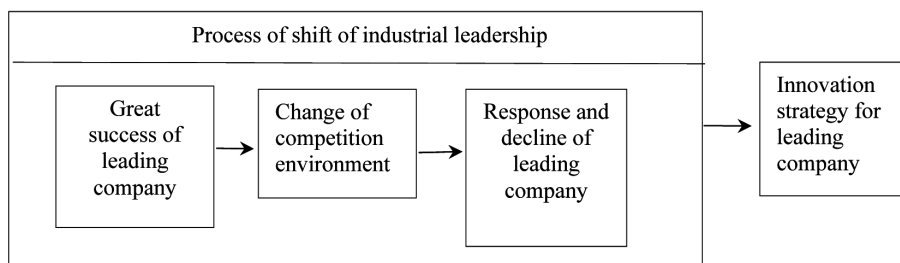 Process of shift of industrial leadership
Great
success of
leading
company
Change of
competition
environment
Response and
decline of
leading
company
Innovation
strategy for
leading
company